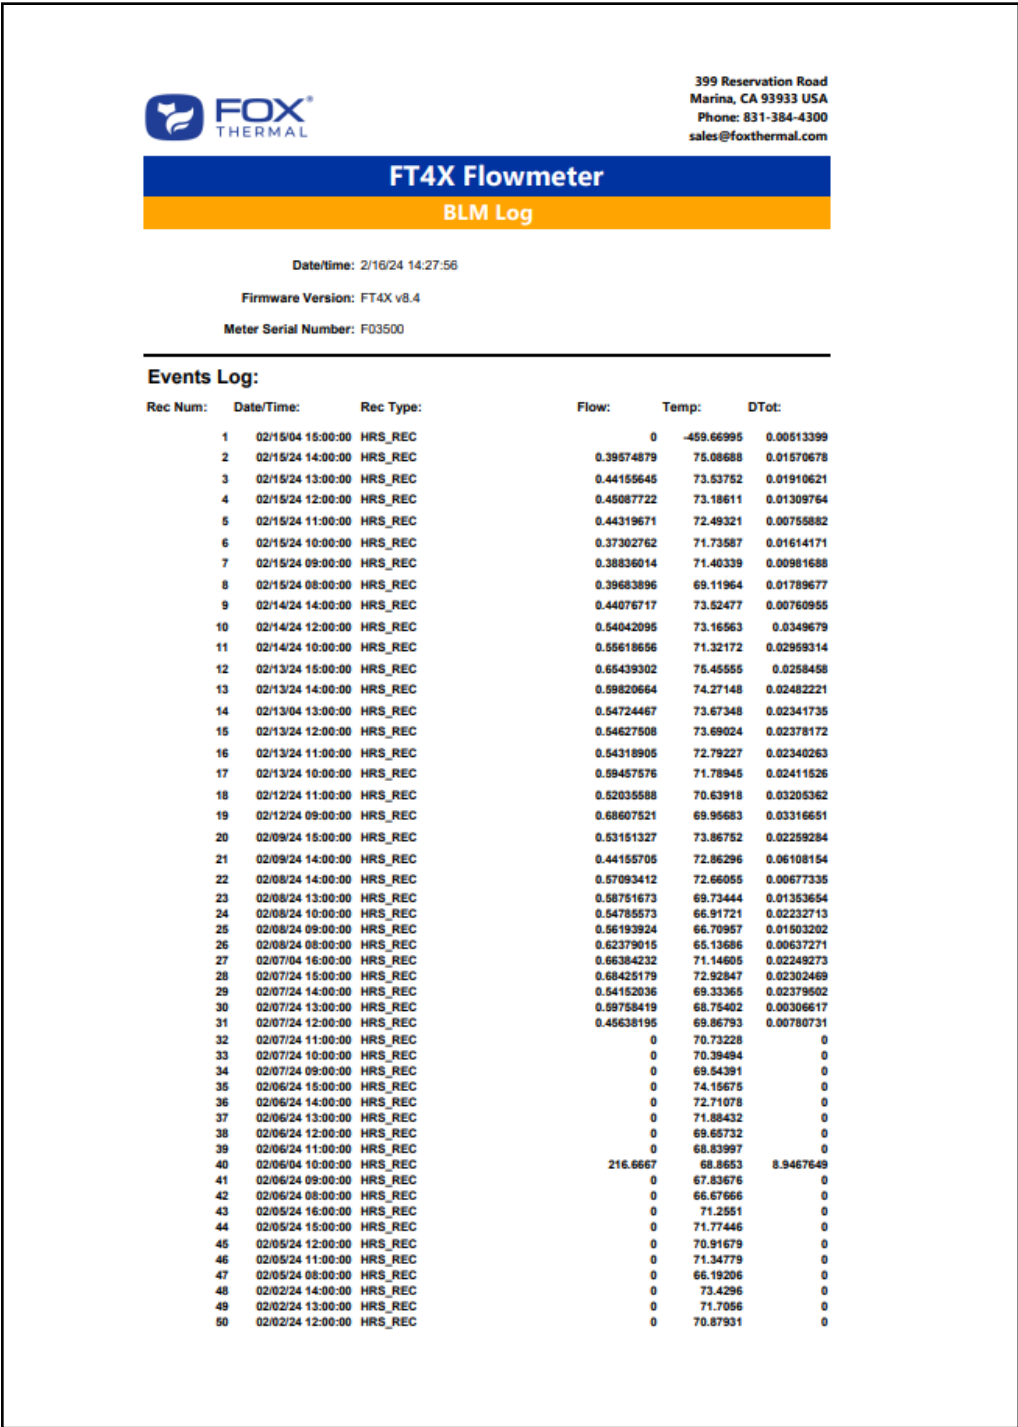 FOX®
THERMAL
399 Reservation Road
Marina, CA 93933 USA
Phone: 831-384-4300
sales@foxthermal.com
FT4X Flowmeter
BLM Log
Date/time: 2/16/24 14:27:56
Firmware Version: FT4X v8.4
Meter Serial Number: F03500
Events Log:
Rec Num: Date/Time: Rec Type: Flow: Temp: DTot:
1 02/15/04 15:00:00 HRS_REC 0 -459.66995 0.00513399
2 02/15/24 14:00:00 HRS_REC 0.39574879 75.08688 0.01570678
3 02/15/24 13:00:00 HRS_REC 0.44155645 73.53752 0.01910621
4 02/15/24 12:00:00 HRS_REC 0.45087722 73.18611 0.01309764
5 02/15/24 11:00:00 HRS_REC 0.44319671 72.49321 0.00755882
6 02/15/24 10:00:00 HRS_REC 0.37302762 71.73587 0.01614171
7 02/15/24 09:00:00 HRS_REC 0.38836014 71.40339 0.00981688
8 02/15/24 08:00:00 HRS_REC 0.39683896 69.11964 0.01789677
9 02/14/24 14:00:00 HRS_REC 0.44076717 73.52477 0.00760955
10 02/14/24 12:00:00 HRS_REC 0.54042095 73.16563 0.0349679
11 02/14/24 10:00:00 HRS_REC 0.55618656 71.32172 0.02959314
12 02/13/24 15:00:00 HRS_REC 0.65439302 75.45555 0.0258458
13 02/13/24 14:00:00 HRS_REC 0.59820664 74.27148 0.02482221
14 02/13/04 13:00:00 HRS_REC 0.54724467 73.67348 0.02341735
15 02/13/24 12:00:00 HRS_REC 0.54627508 73.69024 0.02378172
16 02/13/24 11:00:00 HRS_REC 0.54318905 72.79227 0.02340263
17 02/13/24 10:00:00 HRS_REC 0.59457576 71.78945 0.02411526
18 02/12/24 11:00:00 HRS_REC 0.52035588 70.63918 0.03205362
19 02/12/24 09:00:00 HRS_REC 0.68607521 69.95683 0.03316651
20 02/09/24 15:00:00 HRS_REC 0.53151327 73.86752 0.02259284
21 02/09/24 14:00:00 HRS_REC 0.44155705 72.86296 0.06108154
22 02/08/24 14:00:00 HRS_REC 0.57093412 72.66055 0.00677335
23 02/08/24 13:00:00 HRS_REC 0.58751673 69.73444 0.01353654
24 02/08/24 10:00:00 HRS_REC 0.54785573 66.91721 0.02232713
25 02/08/24 09:00:00 HRS_REC 0.56193924 66.70957 0.01503202
26 02/08/24 08:00:00 HRS_REC 0.62379015 65.13686 0.00637271
27 02/07/04 16:00:00 HRS_REC 0.66384232 71.14605 0.02249273
28 02/07/24 15:00:00 HRS_REC 0.68425179 72.92847 0.02302469
29 02/07/24 14:00:00 HRS_REC 0.54152036 69.33365 0.02379502
30 02/07/24 13:00:00 HRS_REC 0.59758419 68.75402 0.00306617
31 02/07/24 12:00:00 HRS_REC 0.45638195 69.86793 0.00780731
32 02/07/24 11:00:00 HRS_REC 0 70.73228 0
33 02/07/24 10:00:00 HRS_REC 0 70.39494 0
34 02/07/24 09:00:00 HRS_REC 0 69.54391 0
35 02/06/24 15:00:00 HRS_REC 0 74.15675 0
36 02/06/24 14:00:00 HRS_REC 0 72.71078 0
37 02/06/24 13:00:00 HRS_REC 0 71.88432 0
38 02/06/24 12:00:00 HRS_REC 0 69.65732 0
39 02/06/24 11:00:00 HRS_REC 0 68.83997 0
40 02/06/04 10:00:00 HRS_REC 216.6667 68.8653 8.9467649
41 02/06/24 09:00:00 HRS_REC 0 67.83676 0
42 02/06/24 08:00:00 HRS_REC 0 66.67666 0
43 02/05/24 16:00:00 HRS_REC 0 71.2551 0
44 02/05/24 15:00:00 HRS_REC 0 71.77446 0
45 02/05/24 12:00:00 HRS_REC 0 70.91679 0
46 02/05/24 11:00:00 HRS_REC 0 71.34779 0
47 02/05/24 08:00:00 HRS_REC 0 66.19206 0
48 02/02/24 14:00:00 HRS_REC 0 73.4296 0
49 02/02/24 13:00:00 HRS_REC 0 71.7056 0
50 02/02/24 12:00:00 HRS_REC 0 70.87931 0